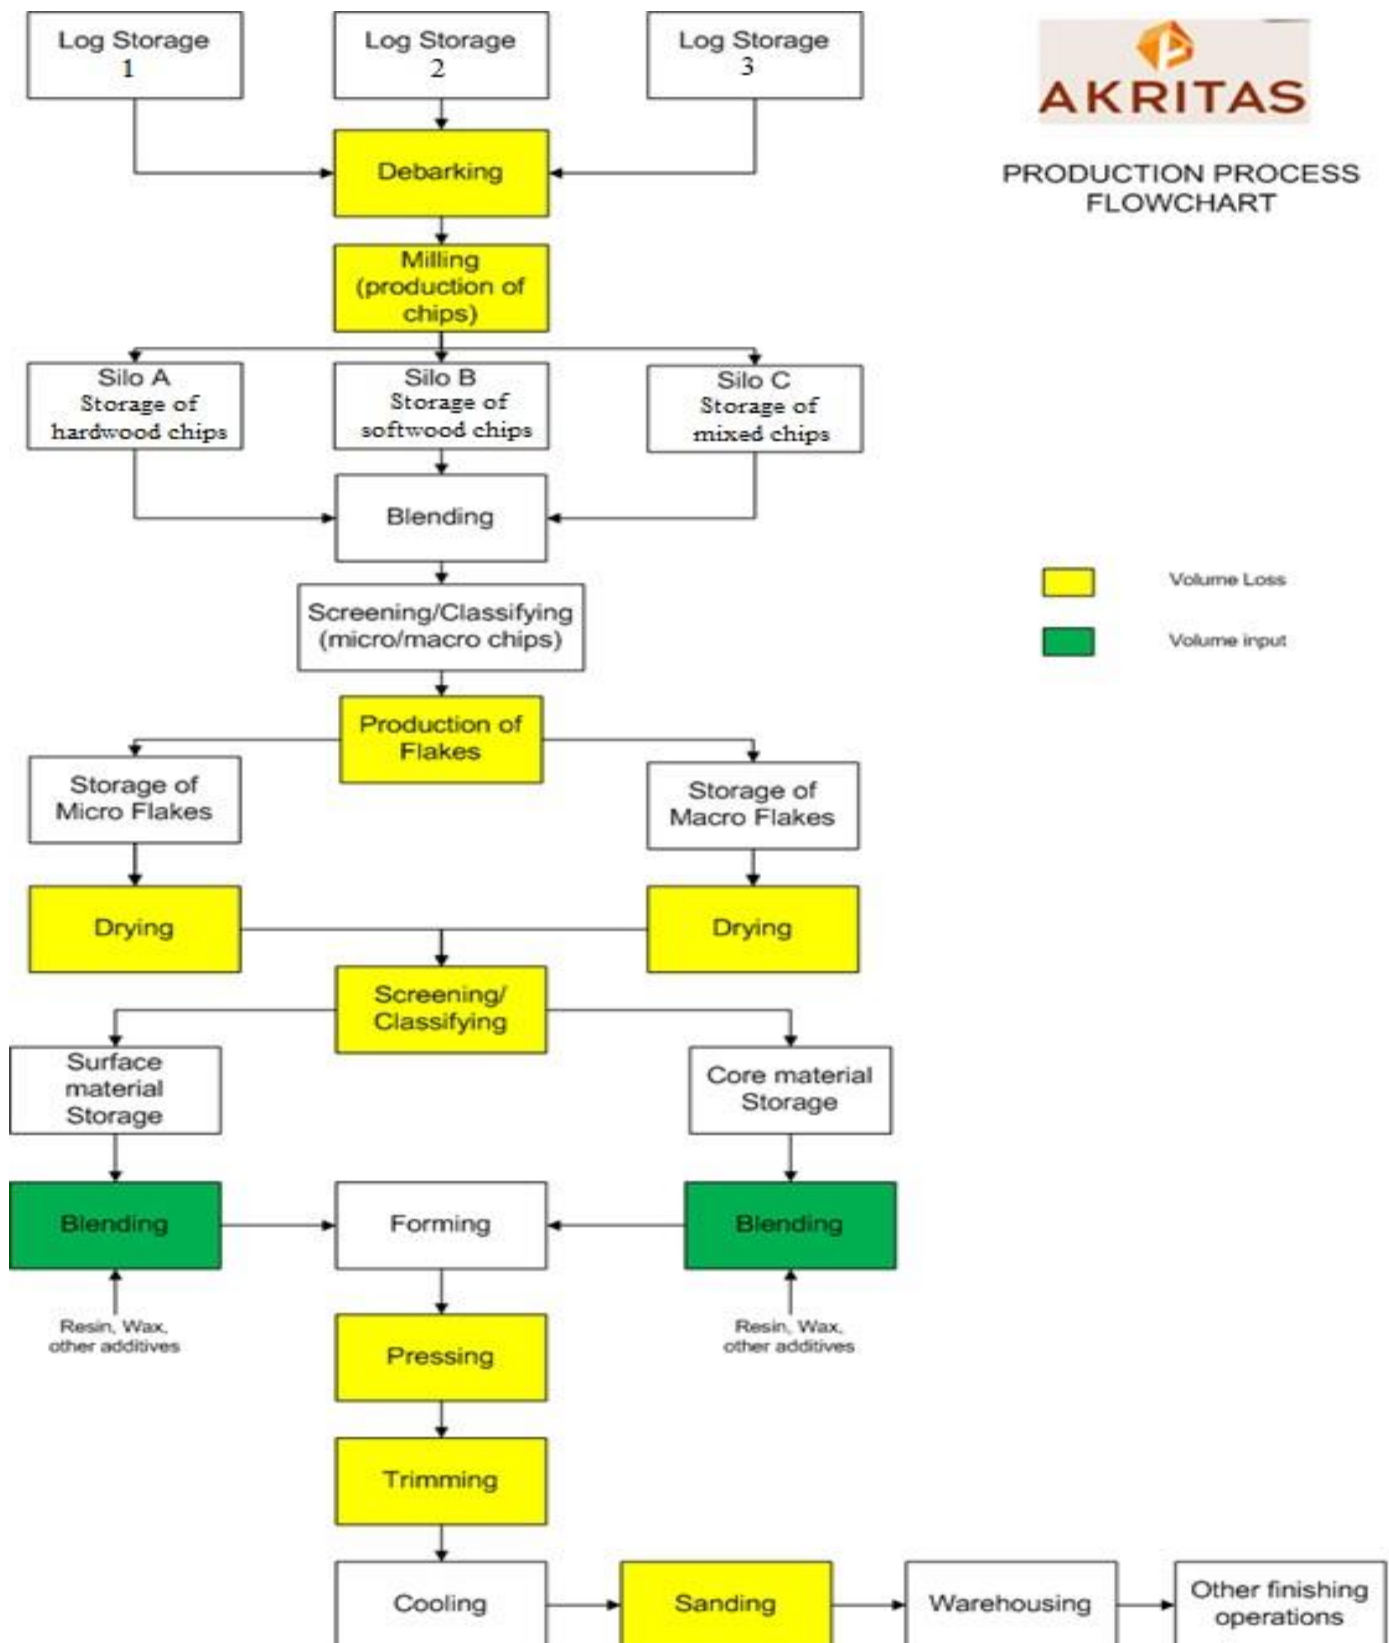 Log Storage
1
Log Storage
2
Log Storage
3
AKRITAS
PRODUCTION PROCESS
FLOWCHART
Debarking
Milling
(production of
chips)
Silo A
Storage of
hardwood chips
Silo B
Storage of
softwood chips
Silo C
Storage of
mixed chips
Blending
Volume Loss
Volume input
Screening/Classifying
(micro/macro chips)
Production of
Flakes
Storage of
Micro Flakes
Storage of
Macro Flakes
Drying
Drying
Screening/
Classifying
Surface
material
Storage
Core material
Storage
Blending
Forming
Blending
Resin, Wax,
other additives
Resin, Wax,
other additives
Pressing
Trimming
Cooling
Sanding
Warehousing
Other finishing
operations